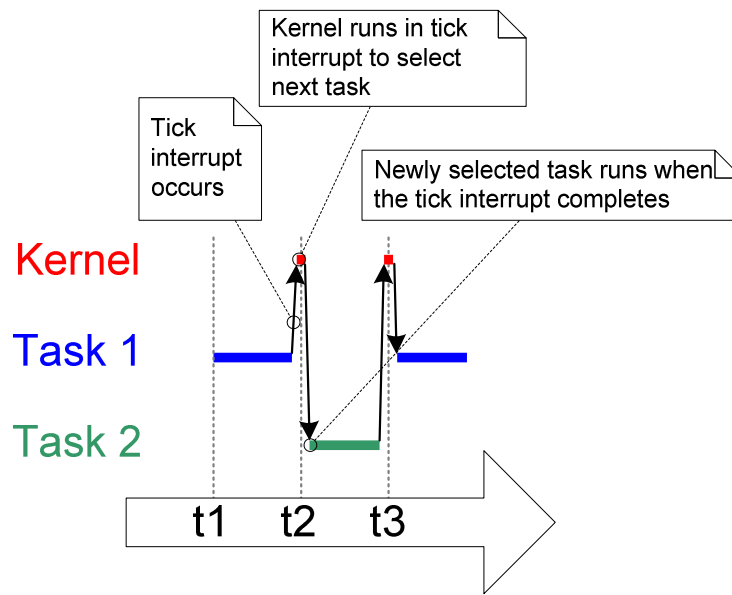 Kernel runs in tick
interrupt to select
next task
Tick
interrupt
occurs
Newly selected task runs when
the tick interrupt completes
Kernel
Task 1
Task 2
t1
t2
t3